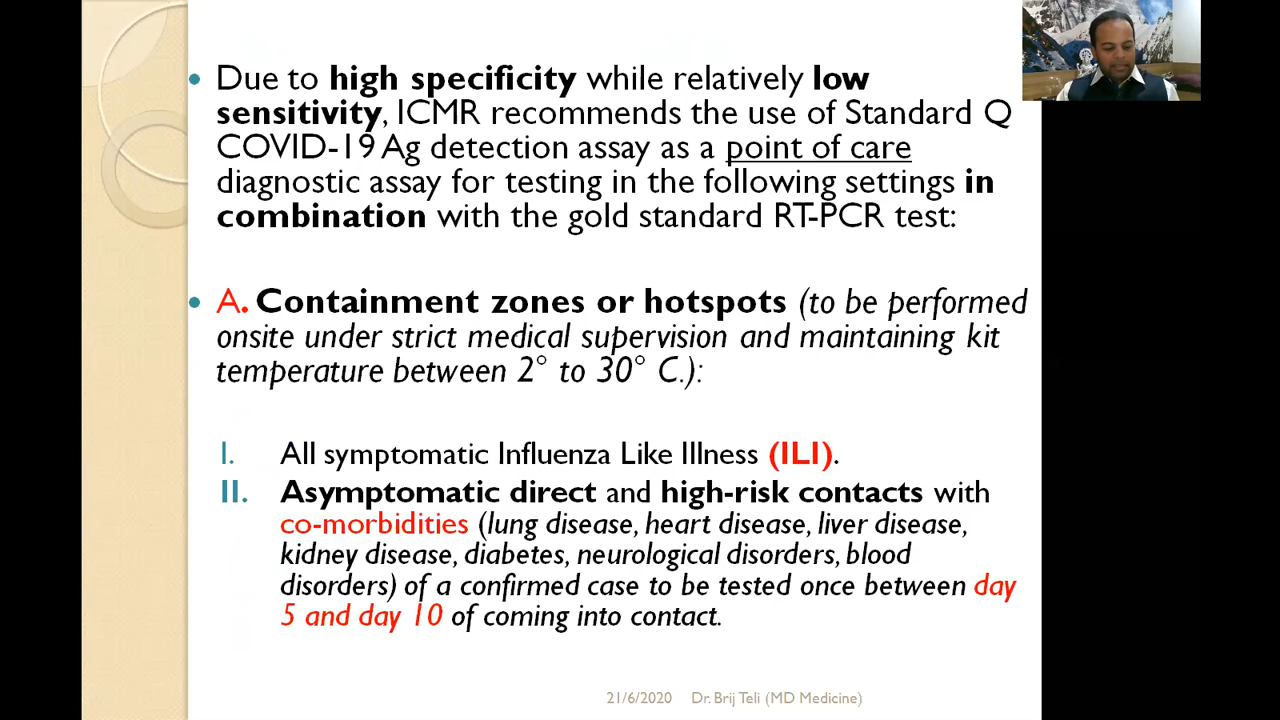 • Due to high specificity while relatively low
sensitivity, ICMR recommends the use of Standard Q
COVID-19 Ag detection assay as a point of care
diagnostic assay for testing in the following settings in
combination with the gold standard RT-PCR test:
• A. Containment zones or hotspots (to be performed
onsite under strict medical supervision and maintaining kit
temperature between 2° to 30° C.):
I. All symptomatic Influenza Like Illness (ILI).
II. Asymptomatic direct and high-risk contacts with
co-morbidities (lung disease, heart disease, liver disease,
kidney disease, diabetes, neurological disorders, blood
disorders) of a confirmed case to be tested once between day
5 and day 10 of coming into contact.
21/6/2020 Dr. Brij Teli (MD Medicine)